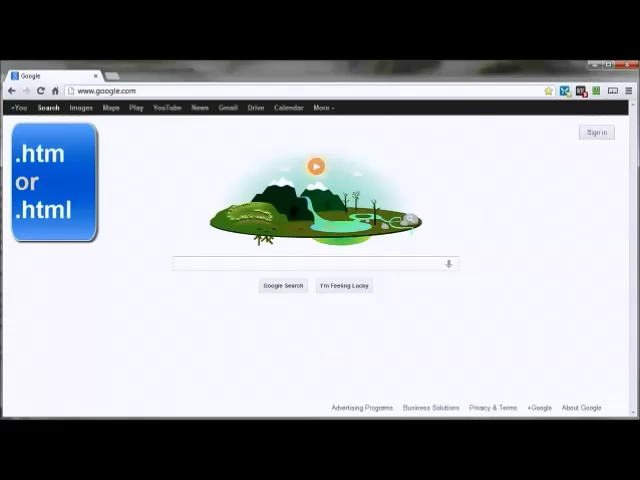 Google
www.google.com
+You Search Images Maps Play YouTube News Gmail Drive Calendar More
Sign in
.htm
or
.html
Google Search I'm Feeling Lucky
Advertising Programs Business Solutions Privacy & Terms +Google About Google